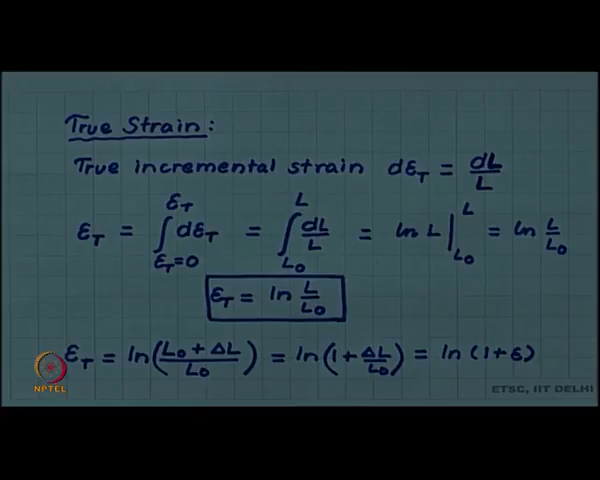 True Strain:
True incremental strain dε_T = dL/L
ε_T = ∫_{ε_T=0}^{ε_T} dε_T = ∫_{L_0}^{L} dL/L = ln L |_{L_0}^{L} = ln L/L_0
ε_T = ln L/L_0
ε_T = ln(L_0 + ΔL / L_0) = ln(1 + ΔL/L_0) = ln (1+ε)
NPTEL
ETSC, IIT DELHI